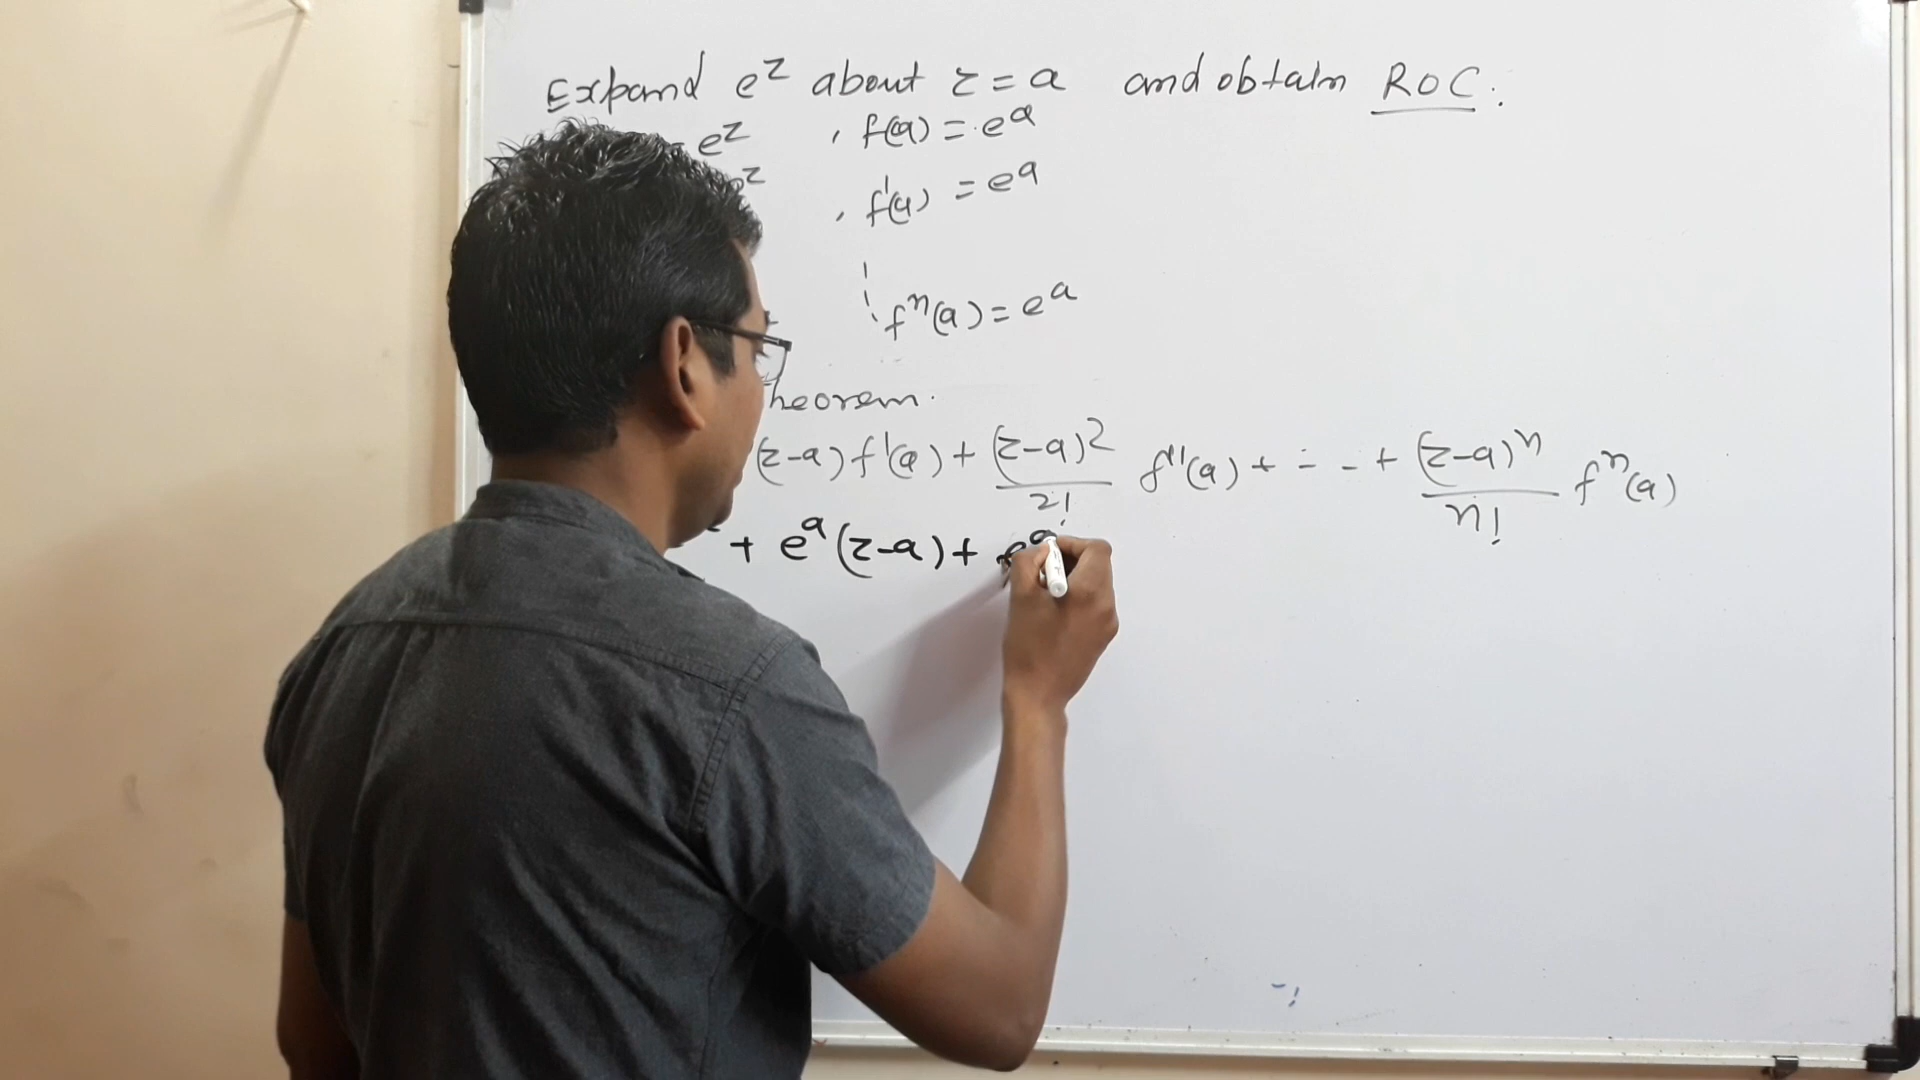 Expand e^z about z = a and obtain ROC.
e^z , f(a) = e^a
z , f'(a) = e^a
f^n(a) = e^a
heorem.
(z-a) f'(a) + (z-a)^2/2! f''(a) + - - + (z-a)^n/n! f^n(a)
+ e^a (z-a) + e^a